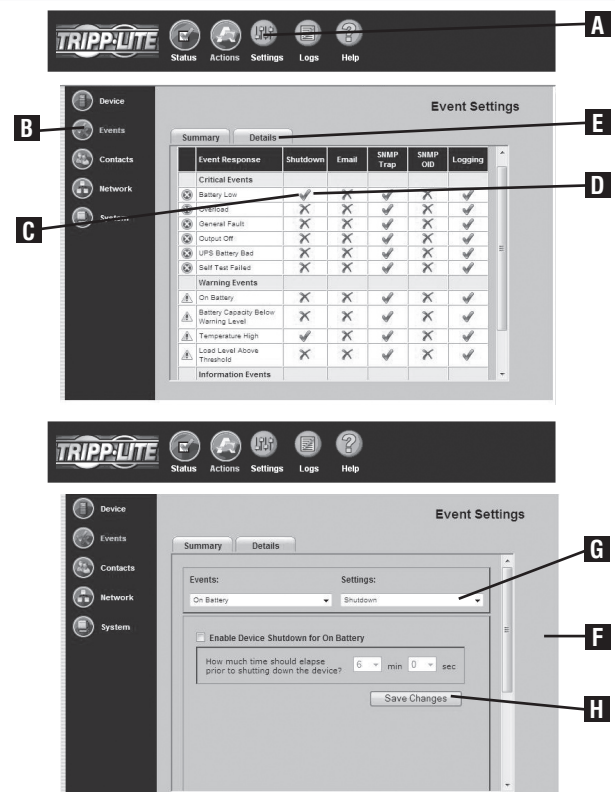 TRIPP·LITE
Status Actions Settings Logs Help
A
Device
Events
Contacts
Network
System
B
C
Event Settings
Summary Details
E
D
Event Response Shutdown Email SNMP Trap SNMP OID Logging
Critical Events
Battery Low
Overload
General Fault
Output Off
UPS Battery Bad
Self Test Failed
Warning Events
On Battery
Battery Capacity Below
Warning Level
Temperature High
Load Level Above
Threshold
Information Events
TRIPP·LITE
Status Actions Settings Logs Help
Device
Events
Contacts
Network
System
Event Settings
Summary Details
G
Events: Settings:
On Battery Shutdown
F
Enable Device Shutdown for On Battery
How much time should elapse
prior to shutting down the device? 6 min 0 sec
Save Changes
H